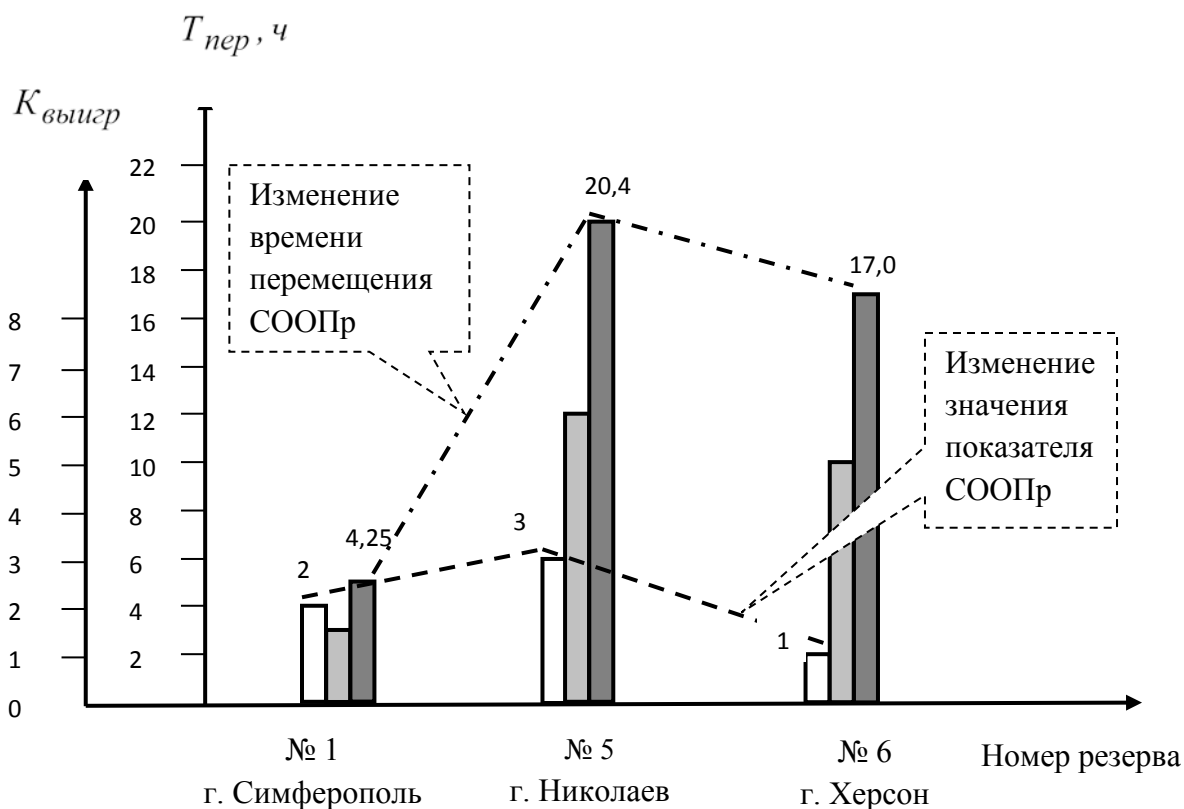 Tпер, ч
Kвыигр
22
20
18
16
14
12
10
8
6
4
2
8
7
6
5
4
3
2
1
0
Изменение
времени
перемещения
СООПр
20,4
17,0
Изменение
значения
показателя
СООПр
2
4,25
3
1
№ 1
г. Симферополь
№ 5
г. Николаев
№ 6
г. Херсон
Номер резерва